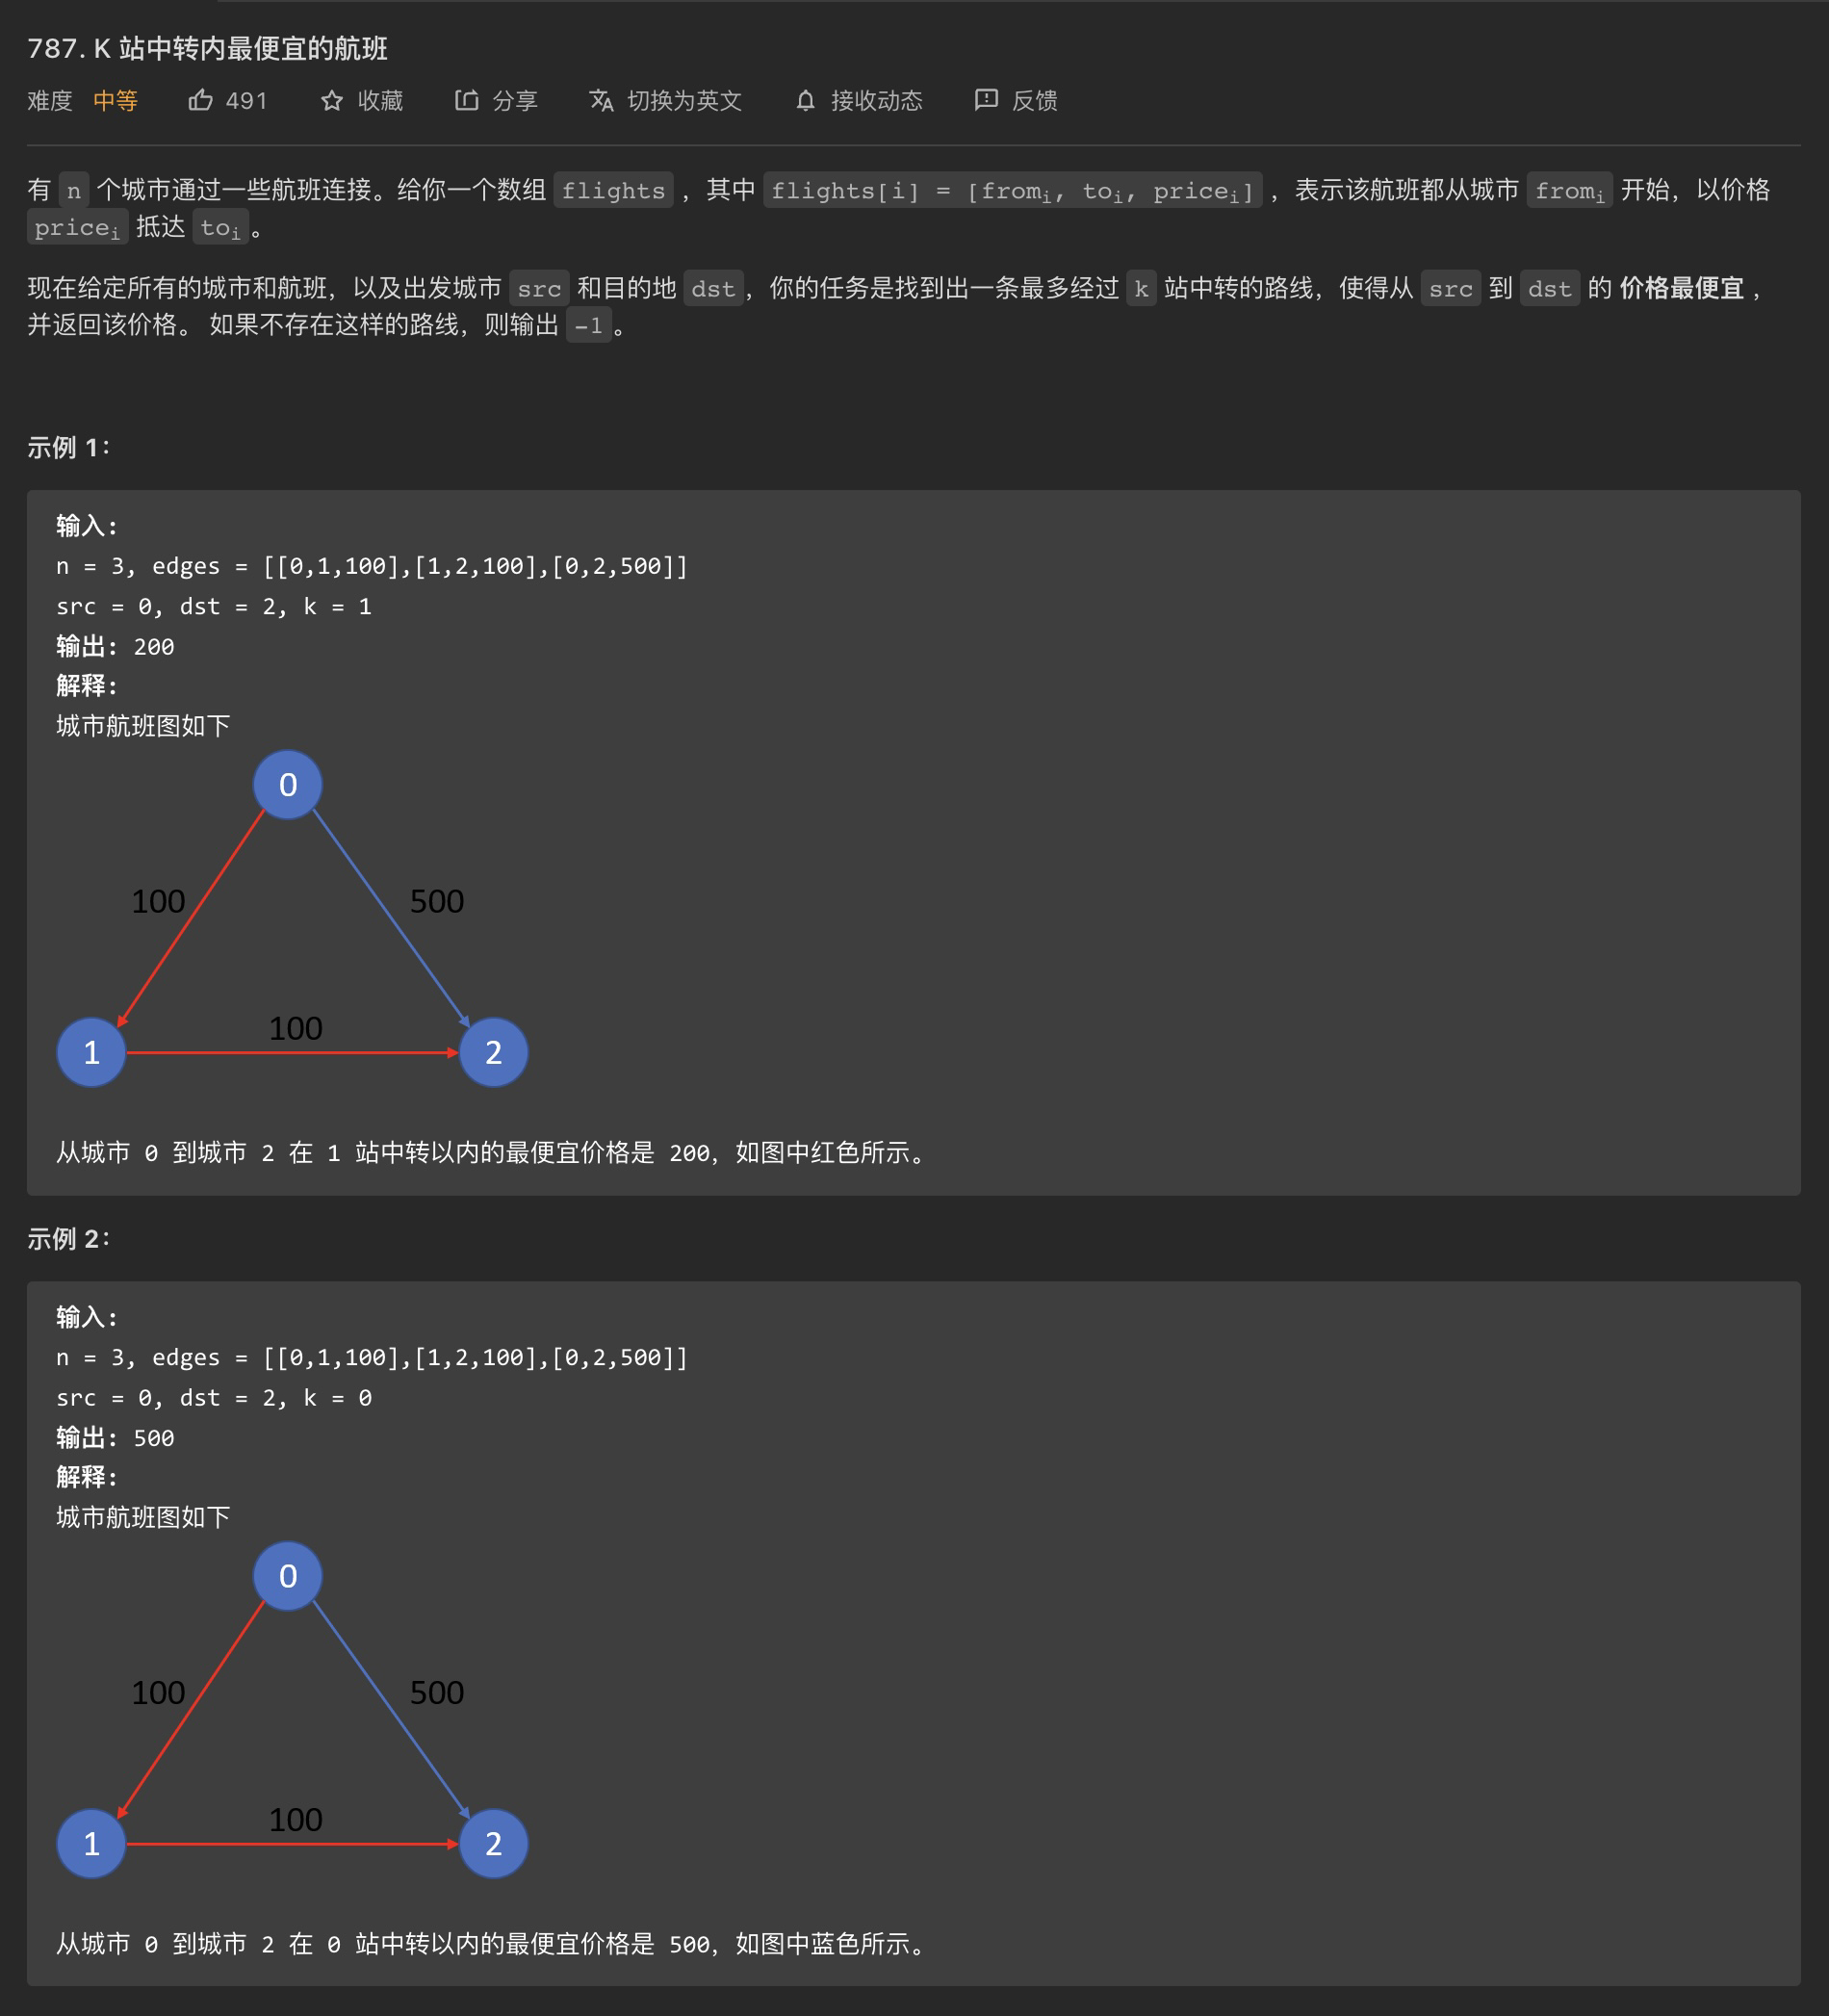 787. K 站中转内最便宜的航班
难度 中等 491 收藏 分享 切换为英文 接收动态 反馈
有 n 个城市通过一些航班连接。给你一个数组 flights ，其中 flights[i] = [fromi, toi, pricei] ，表示该航班都从城市 fromi 开始，以价格
pricei 抵达 toi。
现在给定所有的城市和航班，以及出发城市 src 和目的地 dst，你的任务是找到出一条最多经过 k 站中转的路线，使得从 src 到 dst 的 价格最便宜 ，
并返回该价格。 如果不存在这样的路线，则输出 -1。
示例 1：
输入:
n = 3, edges = [[0,1,100],[1,2,100],[0,2,500]]
src = 0, dst = 2, k = 1
输出: 200
解释:
城市航班图如下
0
100 500
100
1 2
从城市 0 到城市 2 在 1 站中转以内的最便宜价格是 200，如图中红色所示。
示例 2：
输入:
n = 3, edges = [[0,1,100],[1,2,100],[0,2,500]]
src = 0, dst = 2, k = 0
输出: 500
解释:
城市航班图如下
0
100 500
100
1 2
从城市 0 到城市 2 在 0 站中转以内的最便宜价格是 500，如图中蓝色所示。